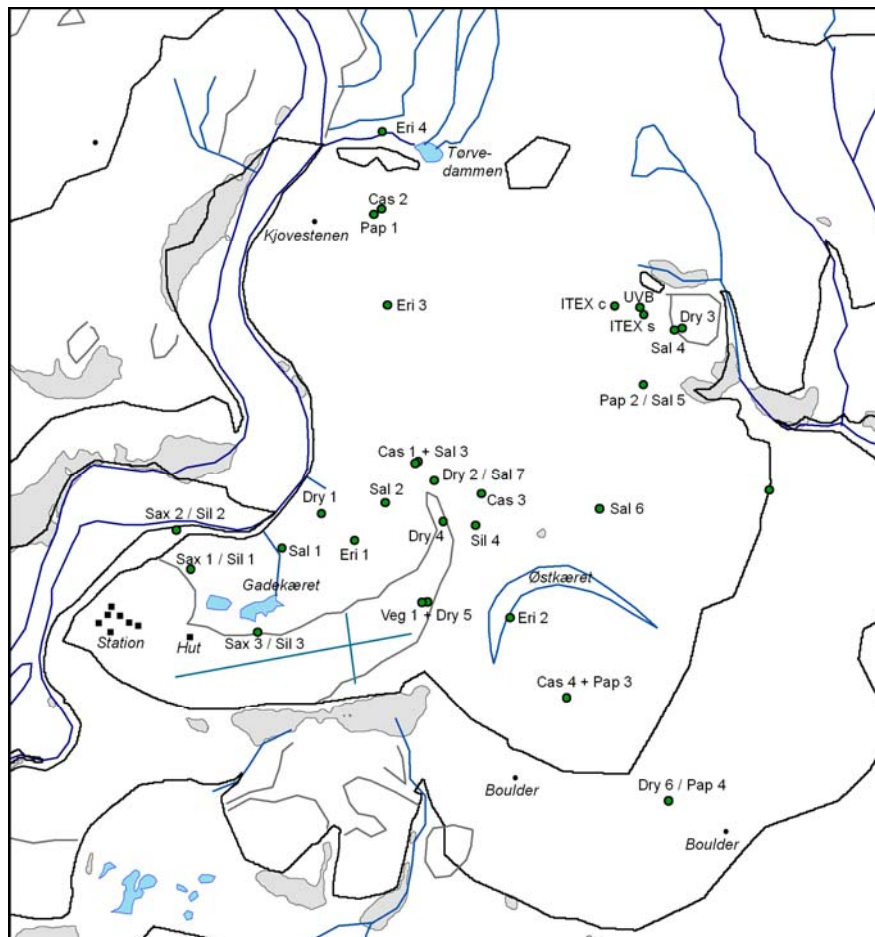 Eri 4
Tørve-
dammen
Cas 2
Pap 1
Kjovestenen
Eri 3
ITEX c
UVB
ITEX s
Dry 3
Sal 4
Pap 2 / Sal 5
Cas 1 + Sal 3
Dry 2 / Sal 7
Sal 2
Cas 3
Dry 1
Sal 6
Sax 2 / Sil 2
Dry 4
Sil 4
Eri 1
Sal 1
Sax 1 / Sil 1
Gadekæret
Østkæret
Veg 1 + Dry 5
Eri 2
Station
Hut
Sax 3 / Sil 3
Cas 4 + Pap 3
Boulder
Dry 6 / Pap 4
Boulder